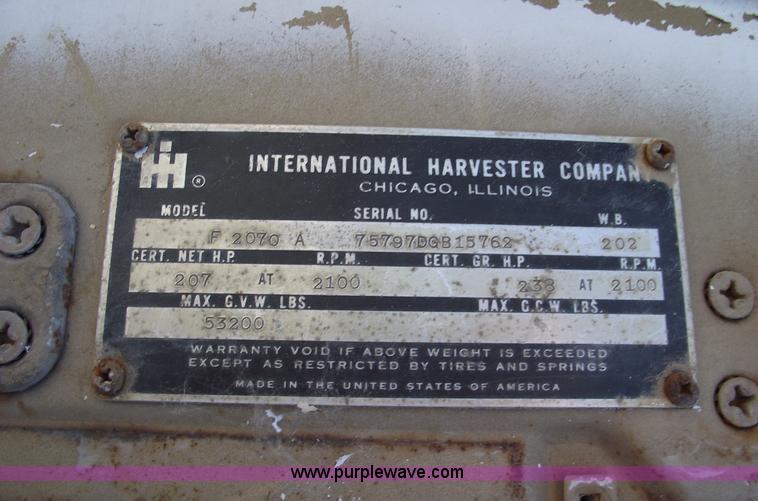 IH ® INTERNATIONAL HARVESTER COMPAN
CHICAGO, ILLINOIS
MODEL SERIAL NO. W.B.
F 2070 A 75797DGB15762 202
CERT. NET H.P. R.P.M. CERT. GR. H.P. R.P.M.
207 AT 2100 238 AT 2100
MAX. G.V.W. LBS. MAX. G.C.W. LBS.
53200
WARRANTY VOID IF ABOVE WEIGHT IS EXCEEDED
EXCEPT AS RESTRICTED BY TIRES AND SPRINGS
MADE IN THE UNITED STATES OF AMERICA
www.purplewave.com